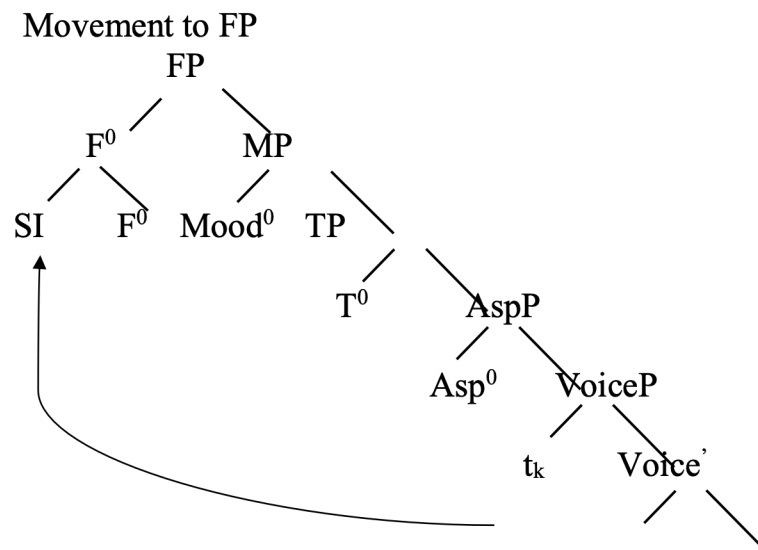 Movement to FP
FP
F⁰ MP
SI F⁰ Mood⁰ TP
T⁰ AspP
Asp⁰ VoiceP
tₖ Voice’